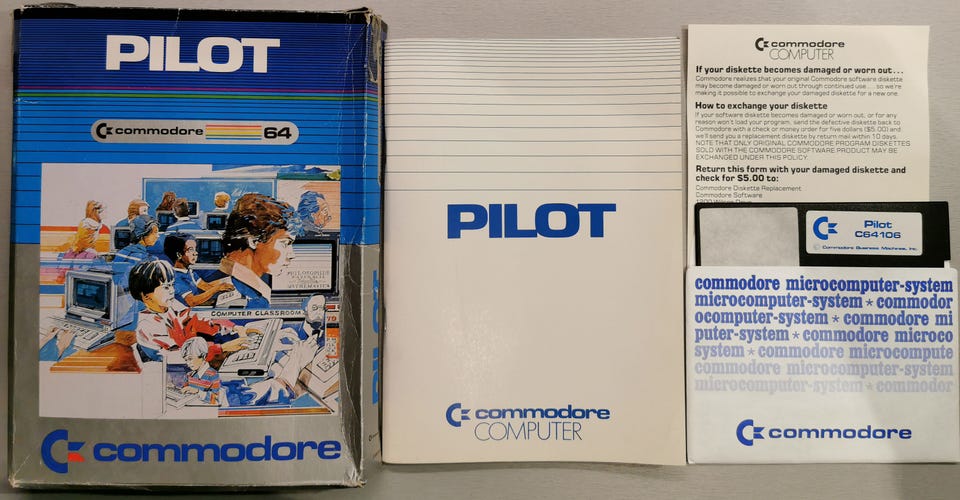 PILOT
commodore 64
PHILOSOPHIÆ
NATURALIS
MATHEMATICA
COMPUTER CLASSROOM
commodore
PILOT
PILOT
commodore
COMPUTER
commodore
COMPUTER
If your diskette becomes damaged or worn out...
Commodore realizes that your original Commodore software diskette
may become damaged or worn out through continued use . . . so we're
making it possible to exchange your damaged diskette for a new one.
How to exchange your diskette
If your software diskette becomes damaged or worn out, or for any
reason won't load your program, send the defective diskette back to
Commodore with a check or money order for five dollars ($5.00) and
we'll send you a replacement diskette by return mail within 10 days.
NOTE THAT ONLY ORIGINAL COMMODORE PROGRAM DISKETTES
SOLD WITH THE COMMODORE SOFTWARE PRODUCT MAY BE
EXCHANGED UNDER THIS POLICY.
Return this form with your damaged diskette and
check for $5.00 to:
Commodore Diskette Replacement
Commodore Software
Pilot
C64106
© Commodore Business Machines, Inc.
commodore microcomputer-system
microcomputer-system * commodor
ocomputer-system * commodore mi
puter-system * commodore microco
system * commodore microcompute
commodore microcomputer-system
microcomputer-system * commodor
commodore